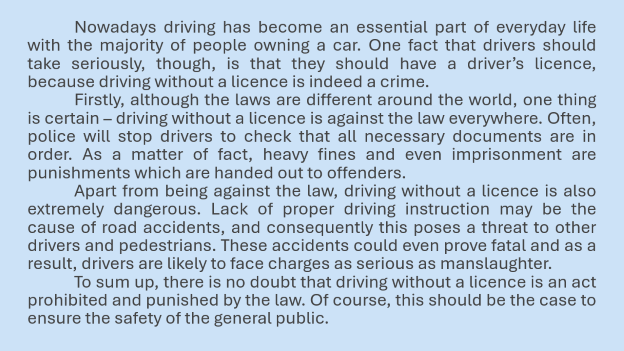 Nowadays driving has become an essential part of everyday life
with the majority of people owning a car. One fact that drivers should
take seriously, though, is that they should have a driver's licence,
because driving without a licence is indeed a crime.
Firstly, although the laws are different around the world, one thing
is certain – driving without a licence is against the law everywhere. Often,
police will stop drivers to check that all necessary documents are in
order. As a matter of fact, heavy fines and even imprisonment are
punishments which are handed out to offenders.
Apart from being against the law, driving without a licence is also
extremely dangerous. Lack of proper driving instruction may be the
cause of road accidents, and consequently this poses a threat to other
drivers and pedestrians. These accidents could even prove fatal and as a
result, drivers are likely to face charges as serious as manslaughter.
To sum up, there is no doubt that driving without a licence is an act
prohibited and punished by the law. Of course, this should be the case to
ensure the safety of the general public.